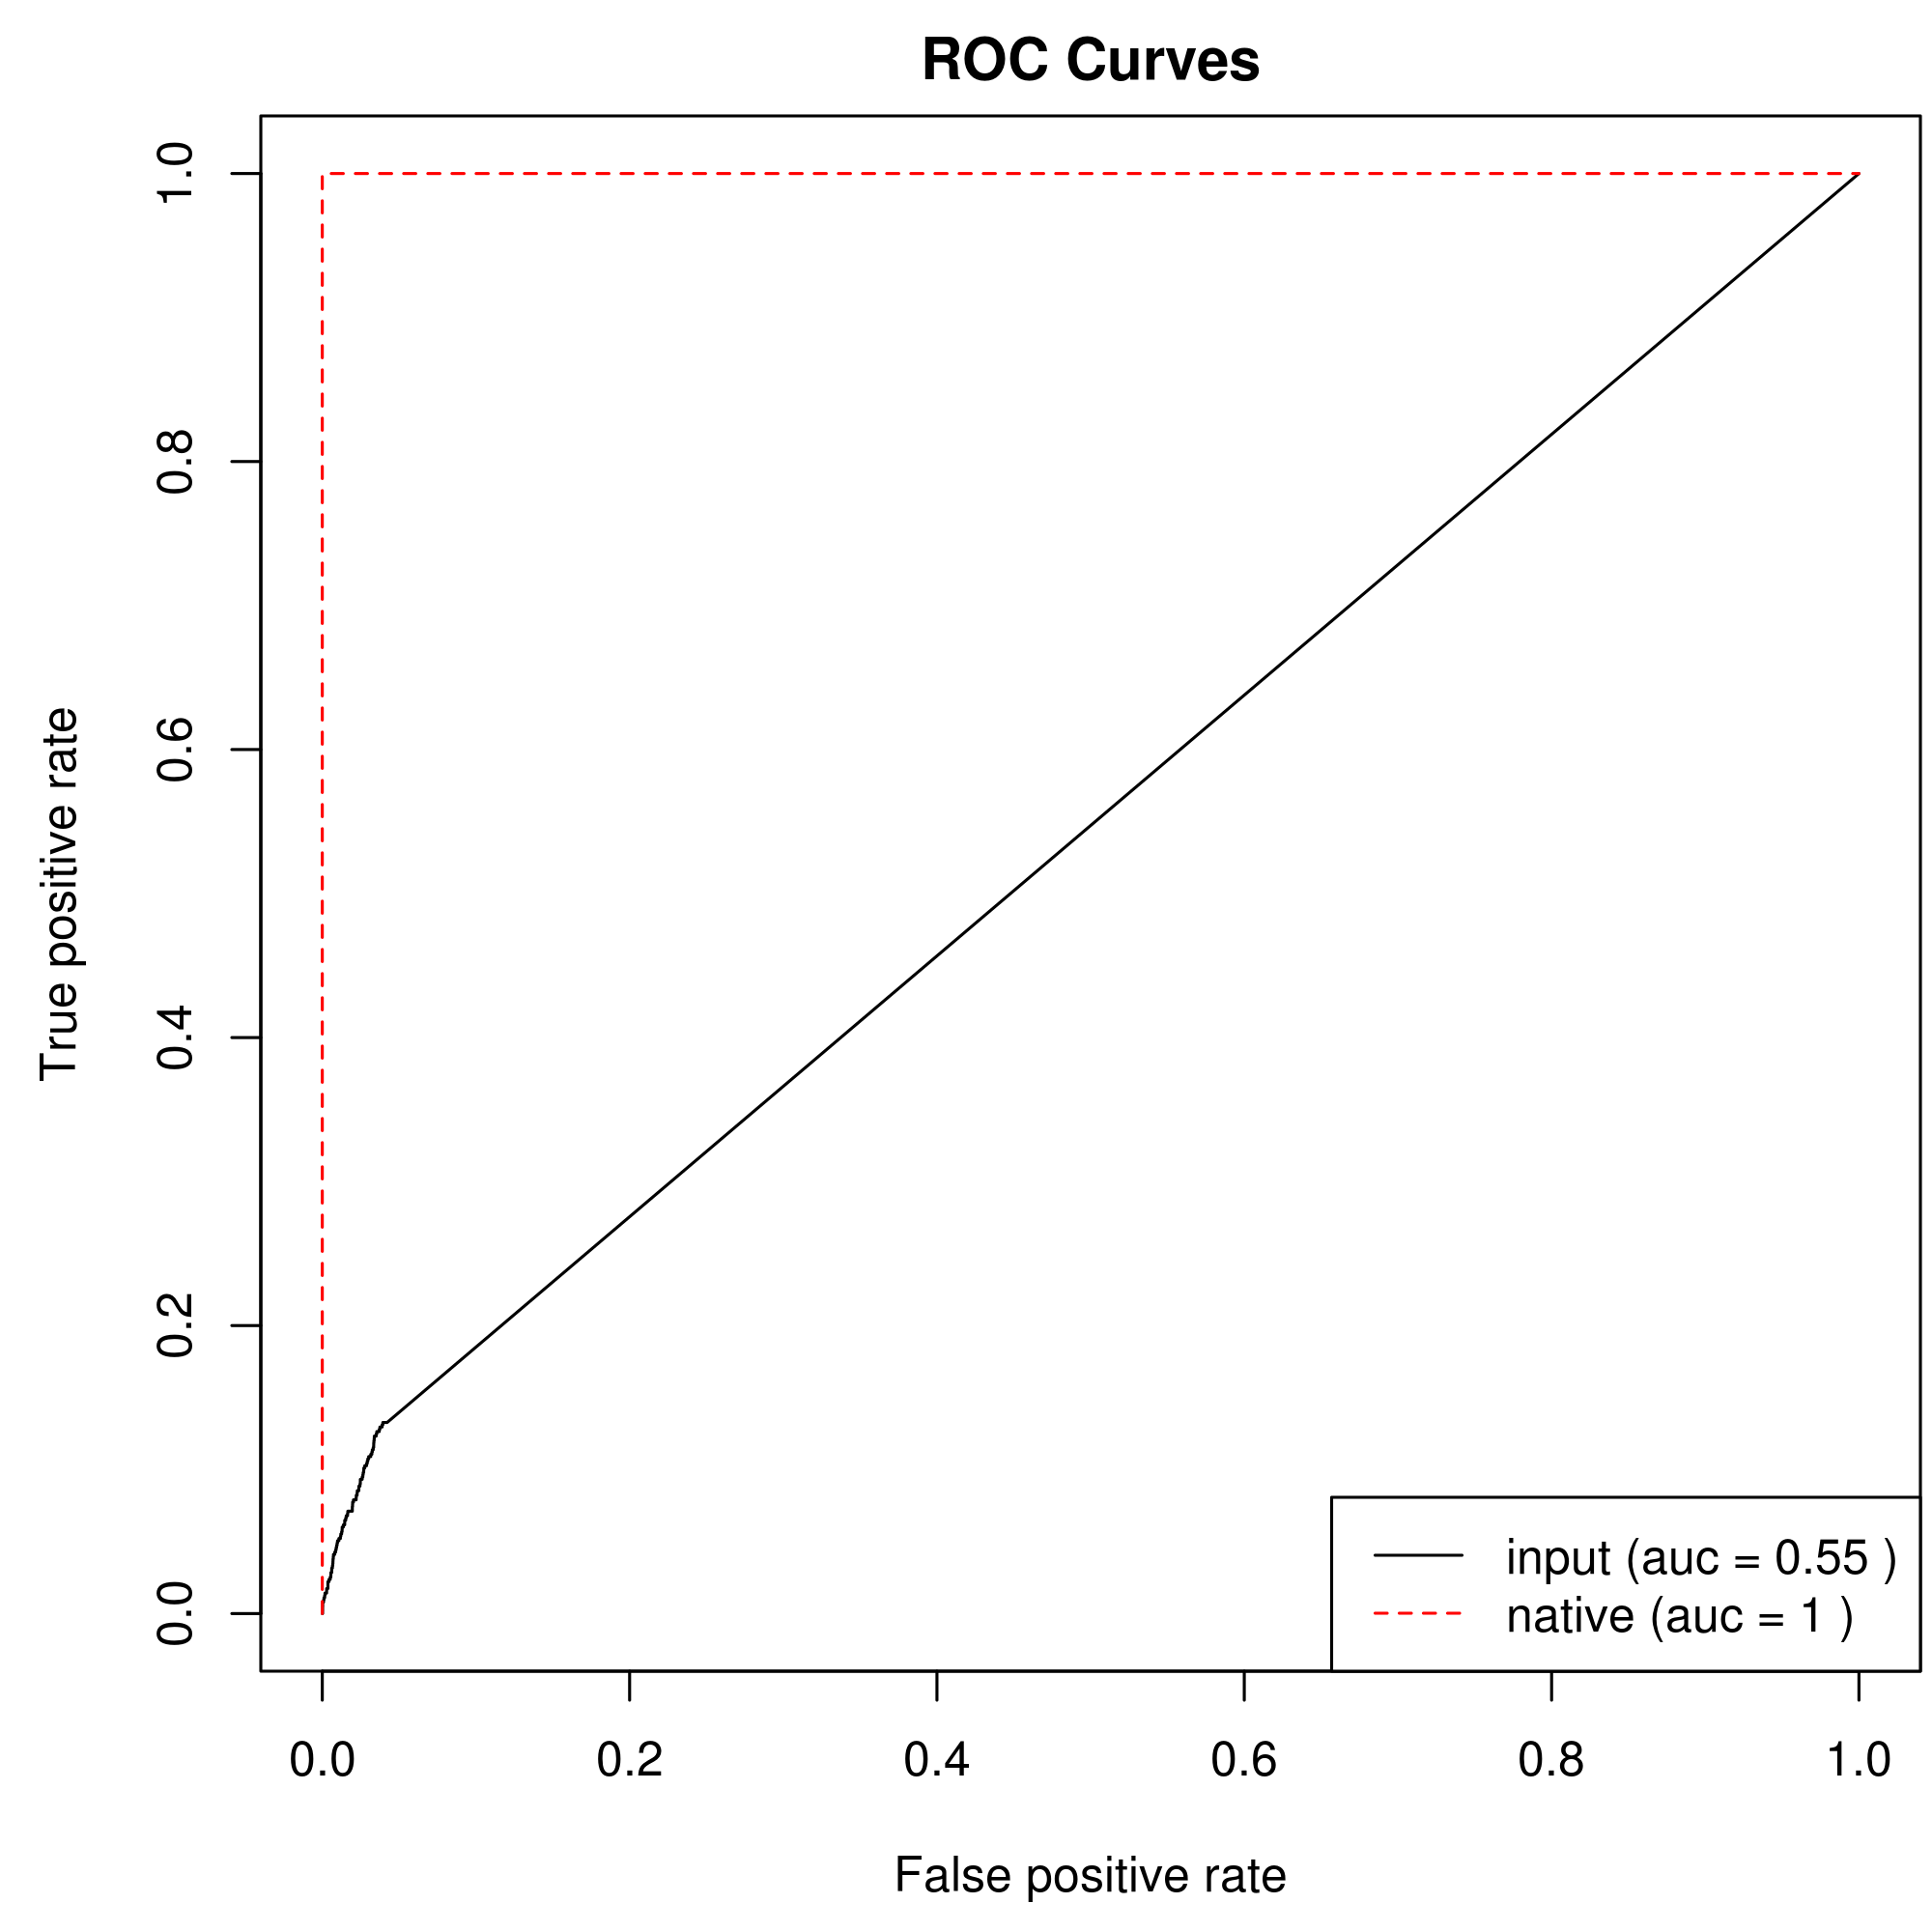 ROC Curves
True positive rate
1.0
0.8
0.6
0.4
0.2
0.0
input (auc = 0.55 )
native (auc = 1 )
0.0 0.2 0.4 0.6 0.8 1.0
False positive rate